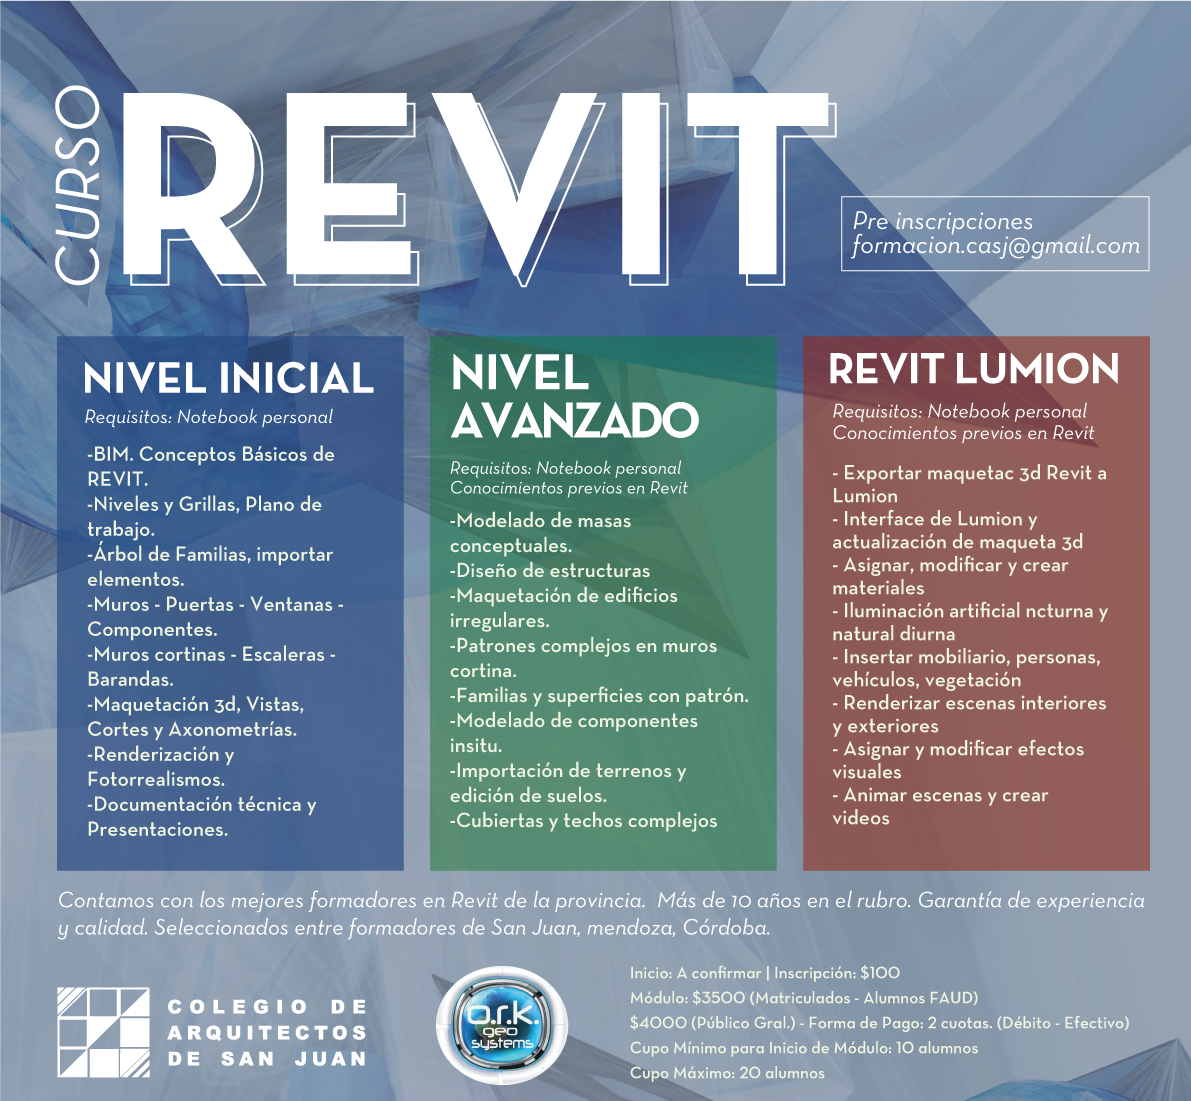 CURSO
REVIT
Pre inscripciones
formacion.casj@gmail.com
NIVEL INICIAL
Requisitos: Notebook personal
-BIM. Conceptos Básicos de
REVIT.
-Niveles y Grillas, Plano de
trabajo.
-Árbol de Familias, importar
elementos.
-Muros - Puertas - Ventanas -
Componentes.
-Muros cortinas - Escaleras -
Barandas.
-Maquetación 3d, Vistas,
Cortes y Axonometrías.
-Renderización y
Fotorrealismos.
-Documentación técnica y
Presentaciones.
NIVEL
AVANZADO
Requisitos: Notebook personal
Conocimientos previos en Revit
-Modelado de masas
conceptuales.
-Diseño de estructuras
-Maquetación de edificios
irregulares.
-Patrones complejos en muros
cortina.
-Familias y superficies con patrón.
-Modelado de componentes
insitu.
-Importación de terrenos y
edición de suelos.
-Cubiertas y techos complejos
REVIT LUMION
Requisitos: Notebook personal
Conocimientos previos en Revit
- Exportar maquetac 3d Revit a
Lumion
- Interface de Lumion y
actualización de maqueta 3d
- Asignar, modificar y crear
materiales
- Iluminación artificial ncturna y
natural diurna
- Insertar mobiliario, personas,
vehículos, vegetación
- Renderizar escenas interiores
y exteriores
- Asignar y modificar efectos
visuales
- Animar escenas y crear
videos
Contamos con los mejores formadores en Revit de la provincia. Más de 10 años en el rubro. Garantía de experiencia
y calidad. Seleccionados entre formadores de San Juan, mendoza, Córdoba.
COLEGIO DE
ARQUITECTOS
DE SAN JUAN
a.r.k.
geo
systems
Inicio: A confirmar | Inscripción: $100
Módulo: $3500 (Matriculados - Alumnos FAUD)
$4000 (Público Gral.) - Forma de Pago: 2 cuotas. (Débito - Efectivo)
Cupo Mínimo para Inicio de Módulo: 10 alumnos
Cupo Máximo: 20 alumnos